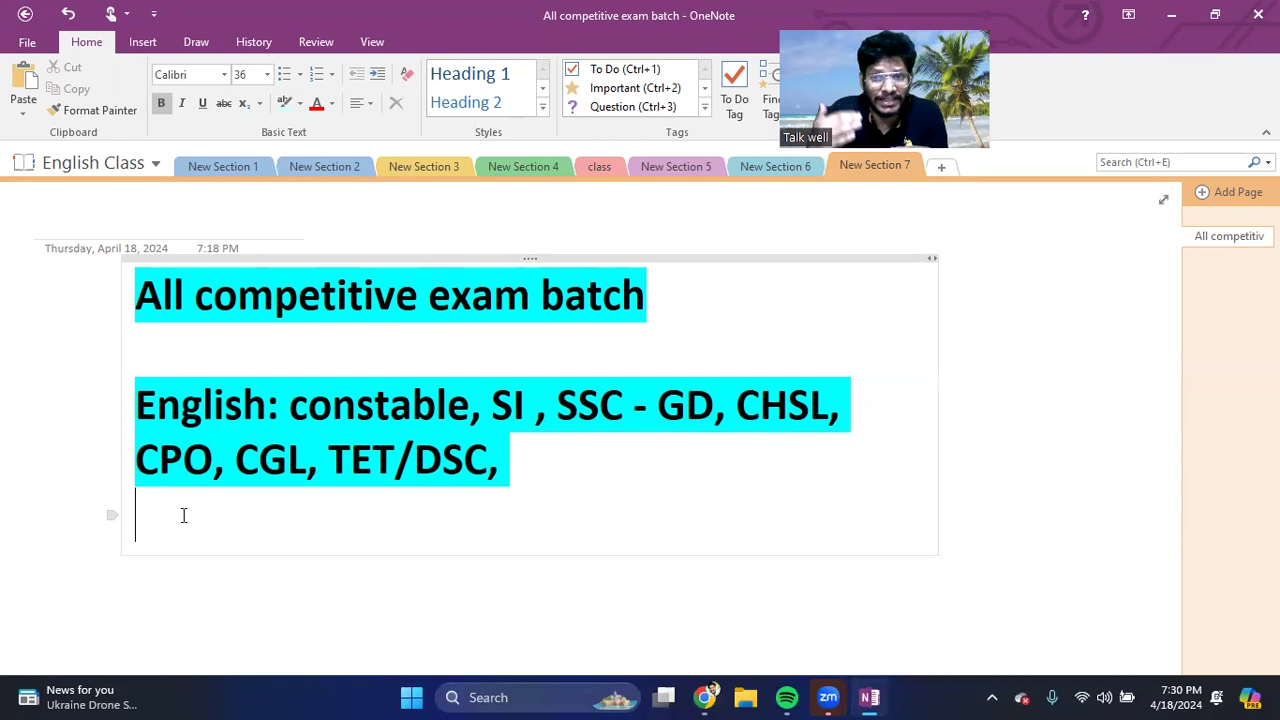 All competitive exam batch - OneNote
File Home Insert Draw History Review View
Cut
Copy
Format Painter
Paste
Clipboard
Calibri 36
Basic Text
Heading 1
Heading 2
Styles
To Do (Ctrl+1)
Important (Ctrl+2)
Question (Ctrl+3)
Tags
To Do
Tag
Talk well
English Class New Section 1 New Section 2 New Section 3 New Section 4 class New Section 5 New Section 6 New Section 7
Search (Ctrl+E)
Add Page
All competitiv
Thursday, April 18, 2024 7:18 PM
All competitive exam batch
English: constable, SI , SSC - GD, CHSL,
CPO, CGL, TET/DSC,
News for you
Ukraine Drone S...
Search
zm
7:30 PM
4/18/2024
PRE